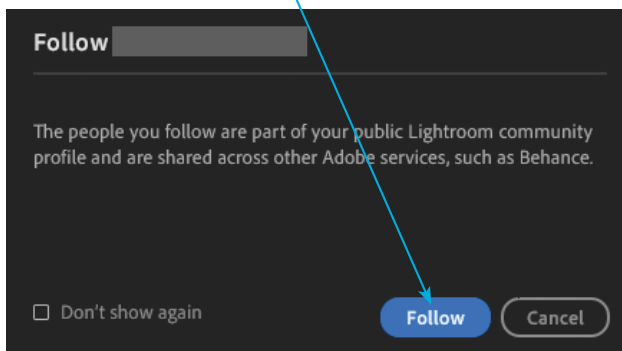 Follow
The people you follow are part of your public Lightroom community
profile and are shared across other Adobe services, such as Behance.
Don't show again
Follow
Cancel